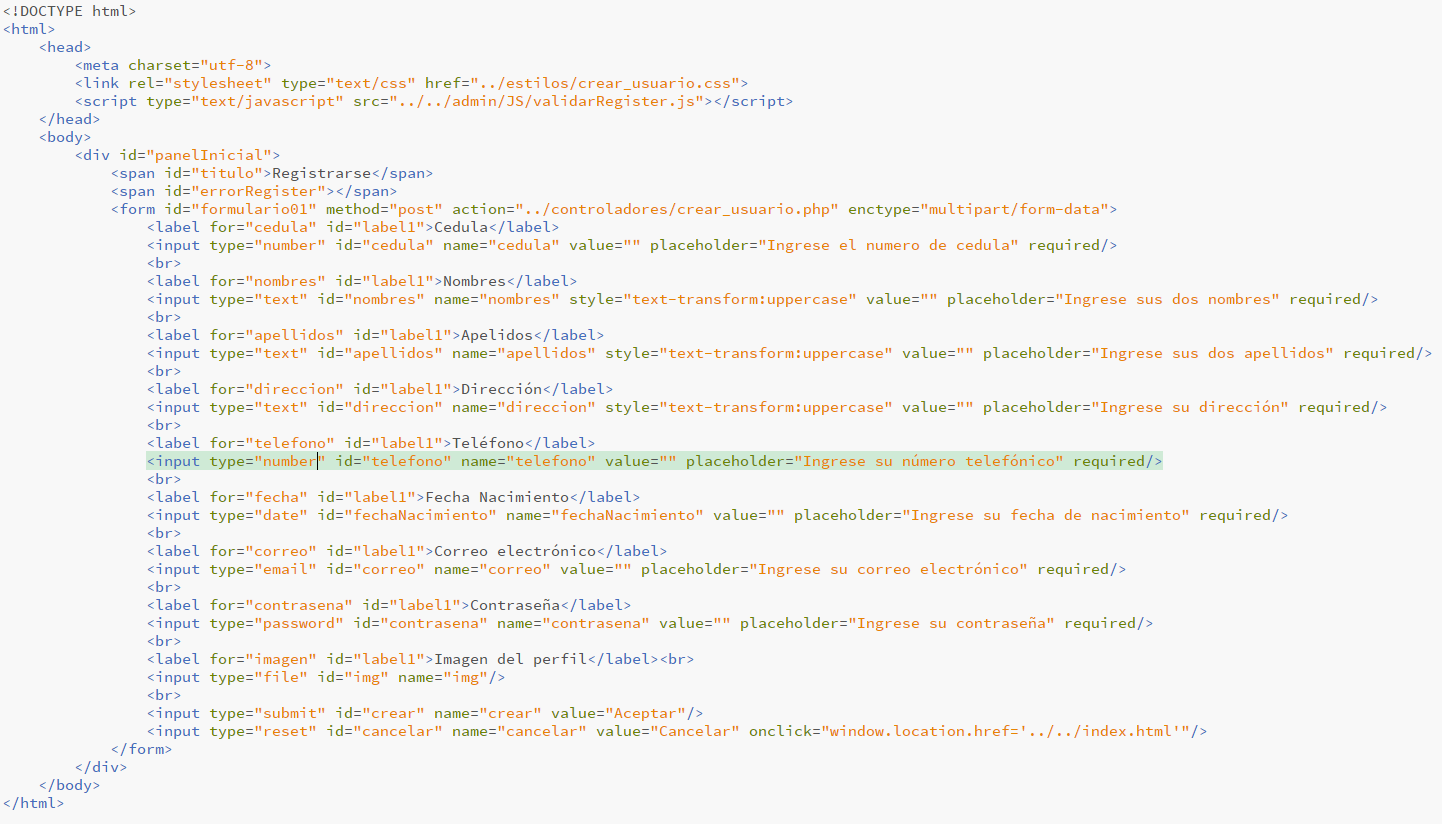 <!DOCTYPE html>
<html>
    <head>
        <meta charset="utf-8">
        <link rel="stylesheet" type="text/css" href="../estilos/crear_usuario.css">
        <script type="text/javascript" src="../../admin/JS/validarRegister.js"></script>
    </head>
    <body>
        <div id="panelInicial">
            <span id="titulo">Registrarse</span>
            <span id="errorRegister"></span>
            <form id="formulario01" method="post" action="../controladores/crear_usuario.php" enctype="multipart/form-data">
                <label for="cedula" id="label1">Cedula</label>
                <input type="number" id="cedula" name="cedula" value="" placeholder="Ingrese el numero de cedula" required/>
                <br>
                <label for="nombres" id="label1">Nombres</label>
                <input type="text" id="nombres" name="nombres" style="text-transform:uppercase" value="" placeholder="Ingrese sus dos nombres" required/>
                <br>
                <label for="apellidos" id="label1">Apelidos</label>
                <input type="text" id="apellidos" name="apellidos" style="text-transform:uppercase" value="" placeholder="Ingrese sus dos apellidos" required/>
                <br>
                <label for="direccion" id="label1">Dirección</label>
                <input type="text" id="direccion" name="direccion" style="text-transform:uppercase" value="" placeholder="Ingrese su dirección" required/>
                <br>
                <label for="telefono" id="label1">Teléfono</label>
                <input type="number" id="telefono" name="telefono" value="" placeholder="Ingrese su número telefónico" required/>
                <br>
                <label for="fecha" id="label1">Fecha Nacimiento</label>
                <input type="date" id="fechaNacimiento" name="fechaNacimiento" value="" placeholder="Ingrese su fecha de nacimiento" required/>
                <br>
                <label for="correo" id="label1">Correo electrónico</label>
                <input type="email" id="correo" name="correo" value="" placeholder="Ingrese su correo electrónico" required/>
                <br>
                <label for="contrasena" id="label1">Contraseña</label>
                <input type="password" id="contrasena" name="contrasena" value="" placeholder="Ingrese su contraseña" required/>
                <br>
                <label for="imagen" id="label1">Imagen del perfil</label><br>
                <input type="file" id="img" name="img"/>
                <br>
                <input type="submit" id="crear" name="crear" value="Aceptar"/>
                <input type="reset" id="cancelar" name="cancelar" value="Cancelar" onclick="window.location.href='../../index.html'"/>
            </form>
        </div>
    </body>
</html>